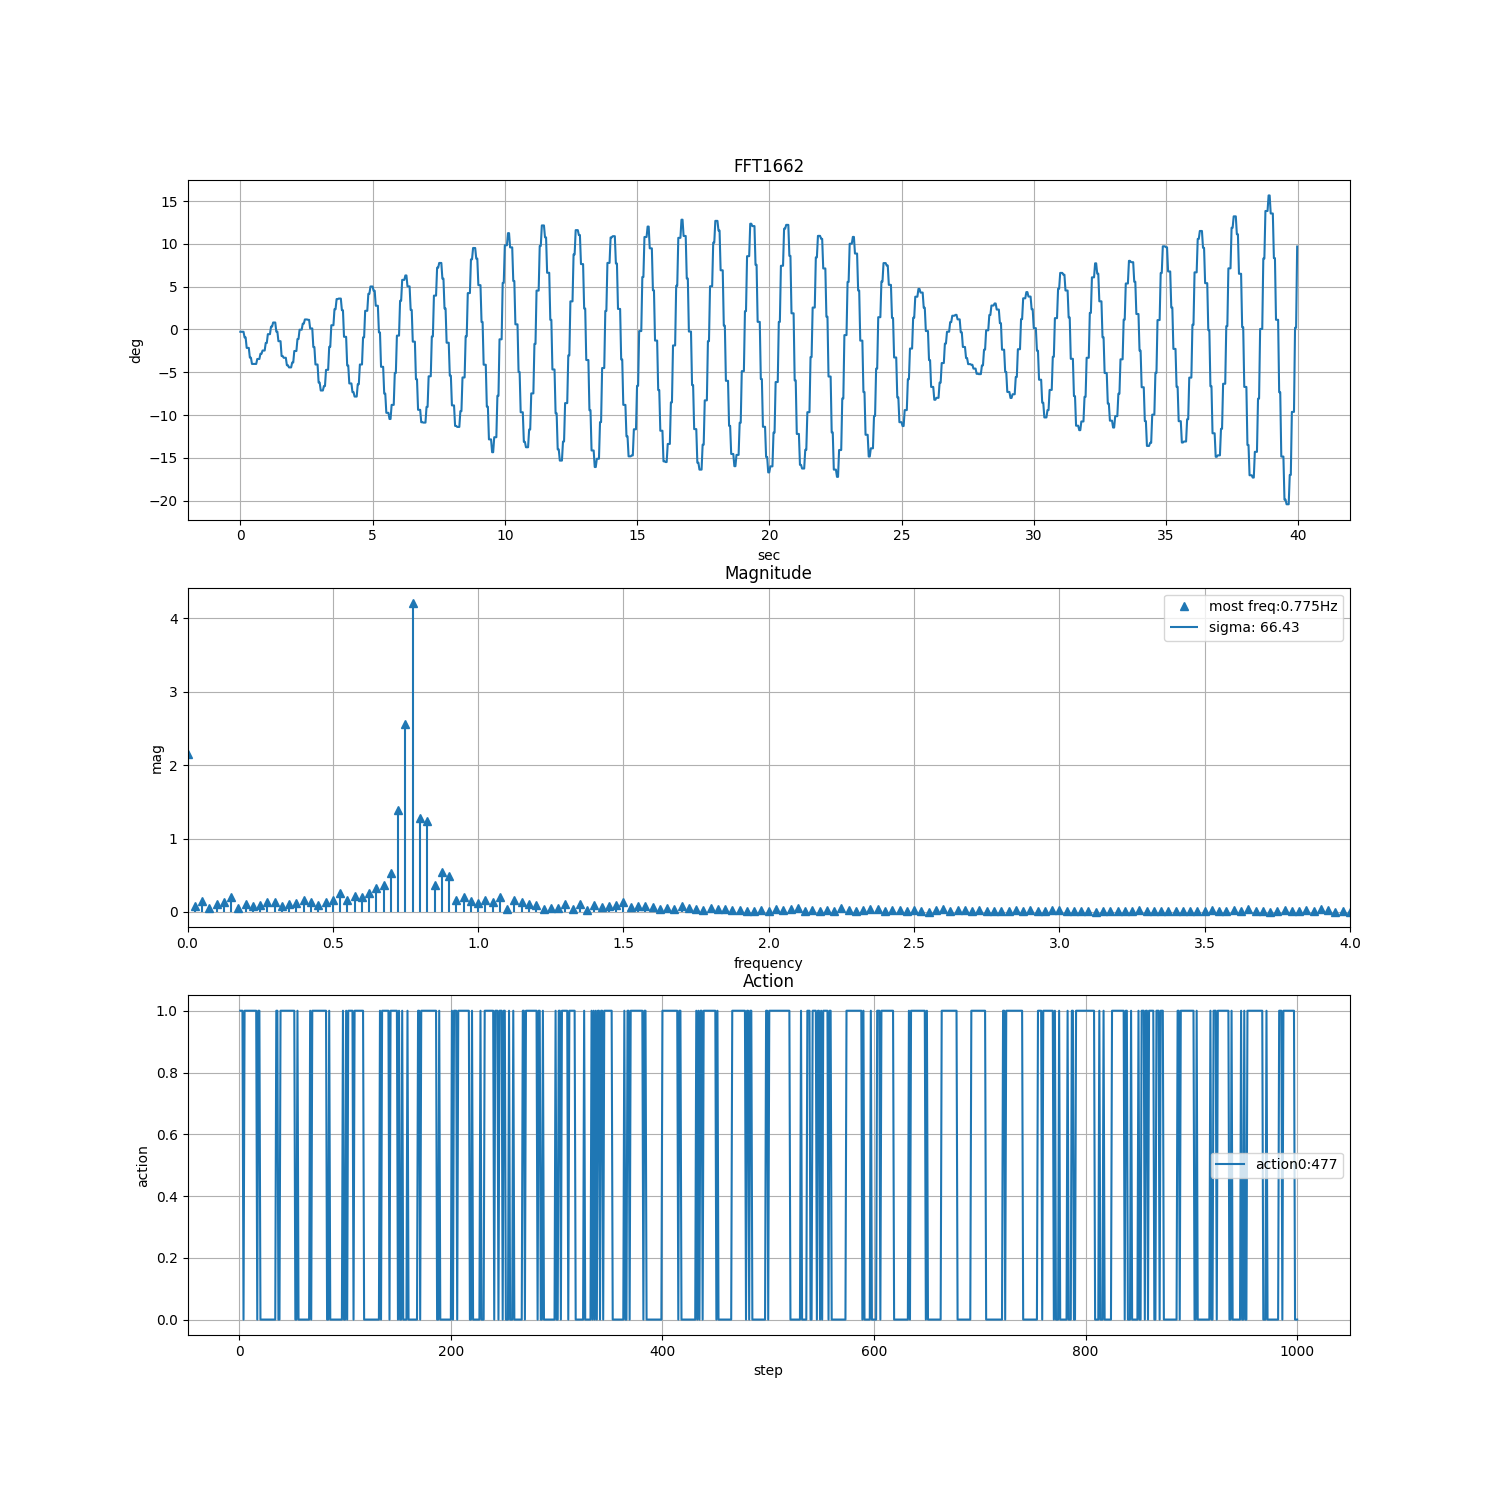 FFT1662
15
10
5
0
−5
−10
−15
−20
deg
0 5 10 15 20 25 30 35 40
sec
Magnitude
most freq:0.775Hz
sigma: 66.43
4
3
2
1
0
mag
0.0 0.5 1.0 1.5 2.0 2.5 3.0 3.5 4.0
frequency
Action
1.0
0.8
0.6
0.4
0.2
0.0
action
action0:477
0 200 400 600 800 1000
step